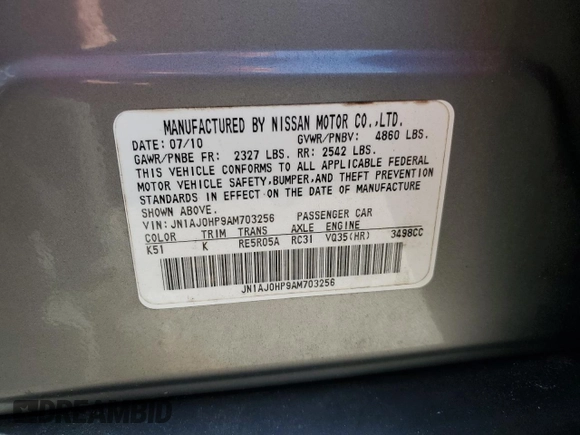 MANUFACTURED BY NISSAN MOTOR CO.,LTD.
DATE: 07/10 GVWR/PNBV: 4860 LBS.
GAWR/PNBE FR: 2327 LBS. RR: 2542 LBS.
THIS VEHICLE CONFORMS TO ALL APPLICABLE FEDERAL
MOTOR VEHICLE SAFETY,BUMPER,AND THEFT PREVENTION
STANDARDS IN EFFECT ON THE DATE OF MANUFACTURE
SHOWN ABOVE.
VIN: JN1AJ0HP9AM703256 PASSENGER CAR
COLOR TRIM TRANS AXLE ENGINE
K51 K RE5R05A RC31 VQ35(HR) 3498CC
JN1AJ0HP9AM703256
DREAMBID